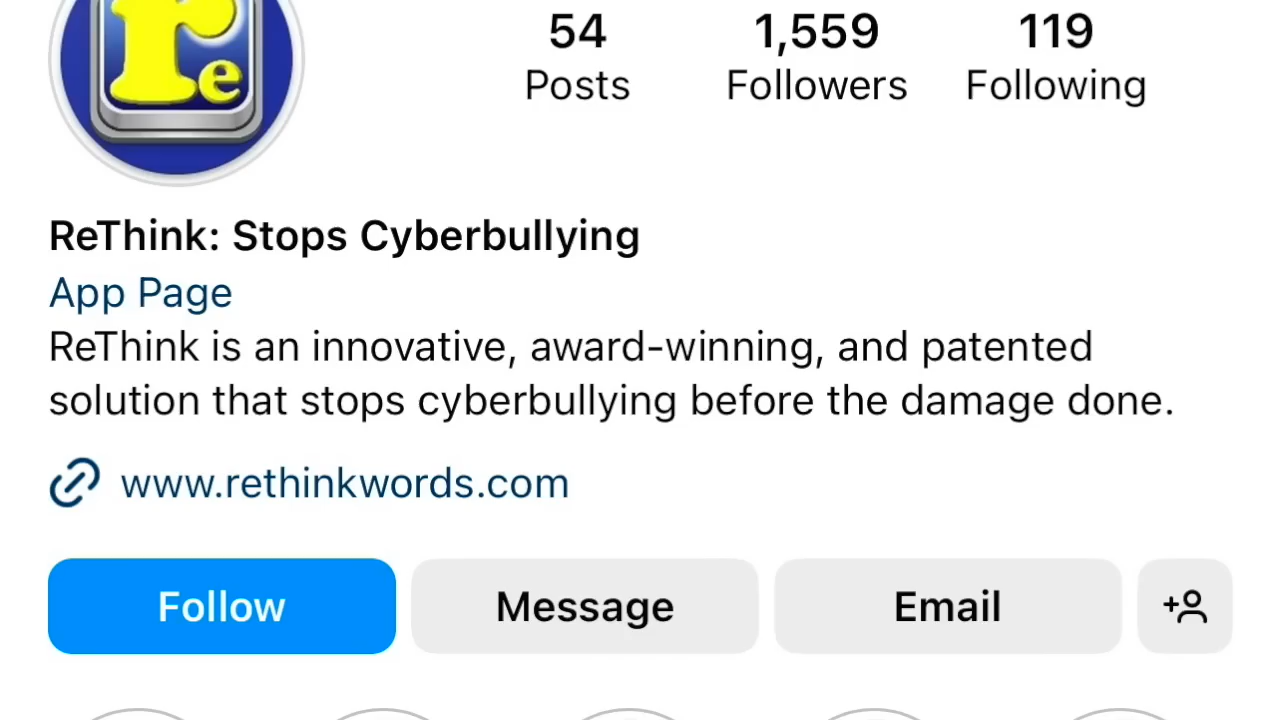 re
54 1,559 119
Posts Followers Following
ReThink: Stops Cyberbullying
App Page
ReThink is an innovative, award-winning, and patented
solution that stops cyberbullying before the damage done.
www.rethinkwords.com
Follow Message Email